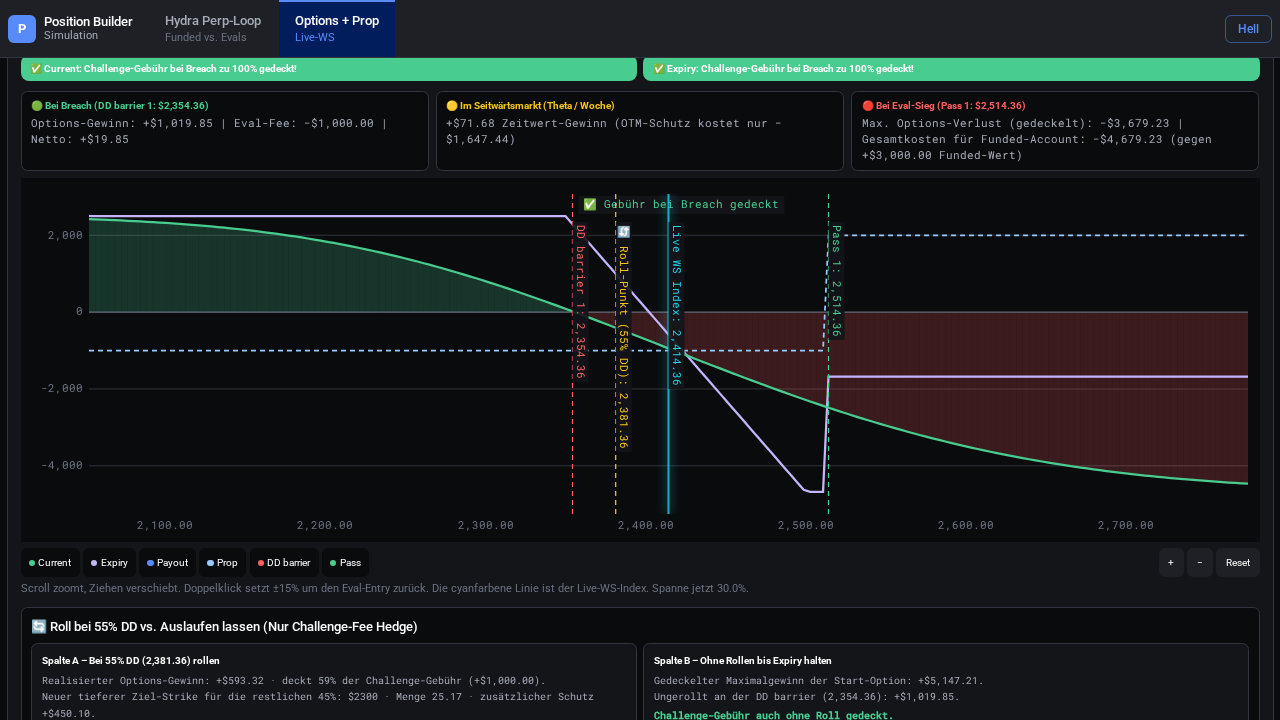 P
Position Builder
Simulation
Hydra Perp-Loop
Funded vs. Evals
Options + Prop
Live-WS
Hell
✅ Current: Challenge-Gebühr bei Breach zu 100% gedeckt!
✅ Expiry: Challenge-Gebühr bei Breach zu 100% gedeckt!
🟢 Bei Breach (DD barrier 1: $2,354.36)
Options-Gewinn: +$1,019.85 | Eval-Fee: -$1,000.00 |
Netto: +$19.85
🟡 Im Seitwärtsmarkt (Theta / Woche)
+$71.68 Zeitwert-Gewinn (OTM-Schutz kostet nur -
$1,647.44)
🔴 Bei Eval-Sieg (Pass 1: $2,514.36)
Max. Options-Verlust (gedeckelt): -$3,679.23 |
Gesamtkosten für Funded-Account: -$4,679.23 (gegen
+$3,000.00 Funded-Wert)
✅ Gebühr bei Breach gedeckt
2,000
0
-2,000
-4,000
DD barrier 1: 2,354.36
🔄 Roll-Punkt (55% DD): 2,381.36
Live WS Index: 2,414.36
Pass 1: 2,514.36
2,100.00
2,200.00
2,300.00
2,400.00
2,500.00
2,600.00
2,700.00
Current
Expiry
Payout
Prop
DD barrier
Pass
+
−
Reset
Scroll zoomt, Ziehen verschiebt. Doppelklick setzt ±15% um den Eval-Entry zurück. Die cyanfarbene Linie ist der Live-WS-Index. Spanne jetzt 30.0%.
🔄 Roll bei 55% DD vs. Auslaufen lassen (Nur Challenge-Fee Hedge)
Spalte A – Bei 55% DD (2,381.36) rollen
Realisierter Options-Gewinn: +$593.32 · deckt 59% der Challenge-Gebühr (+$1,000.00).
Neuer tieferer Ziel-Strike für die restlichen 45%: $2300 · Menge 25.17 · zusätzlicher Schutz
+$450.10.
Spalte B – Ohne Rollen bis Expiry halten
Gedeckelter Maximalgewinn der Start-Option: +$5,147.21.
Ungerollt an der DD barrier (2,354.36): +$1,019.85.
Challenge-Gebühr auch ohne Roll gedeckt.